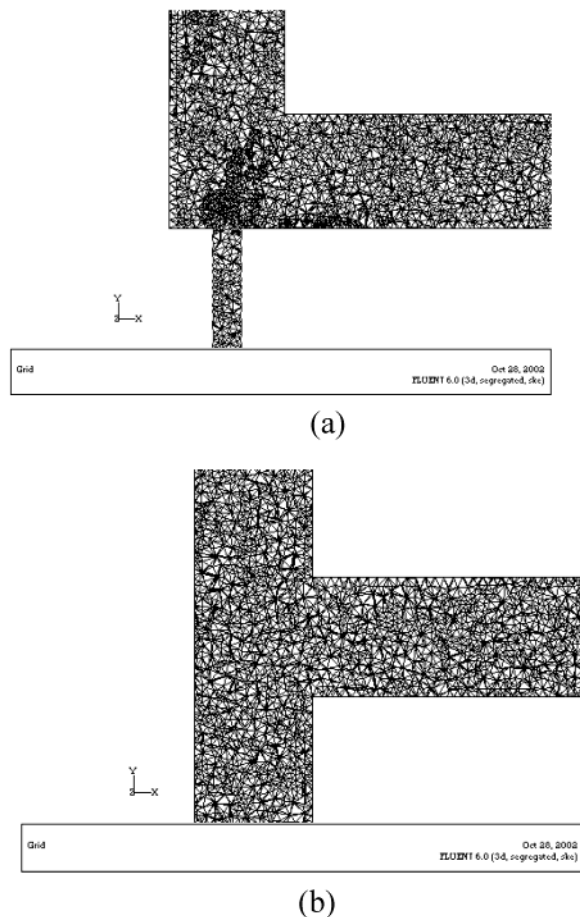 Y
Z X
Grid Oct 28, 2002
FLUENT 6.0 (3d, segregated, ske)
(a)
Y
Z X
Grid Oct 28, 2002
FLUENT 6.0 (3d, segregated, ske)
(b)